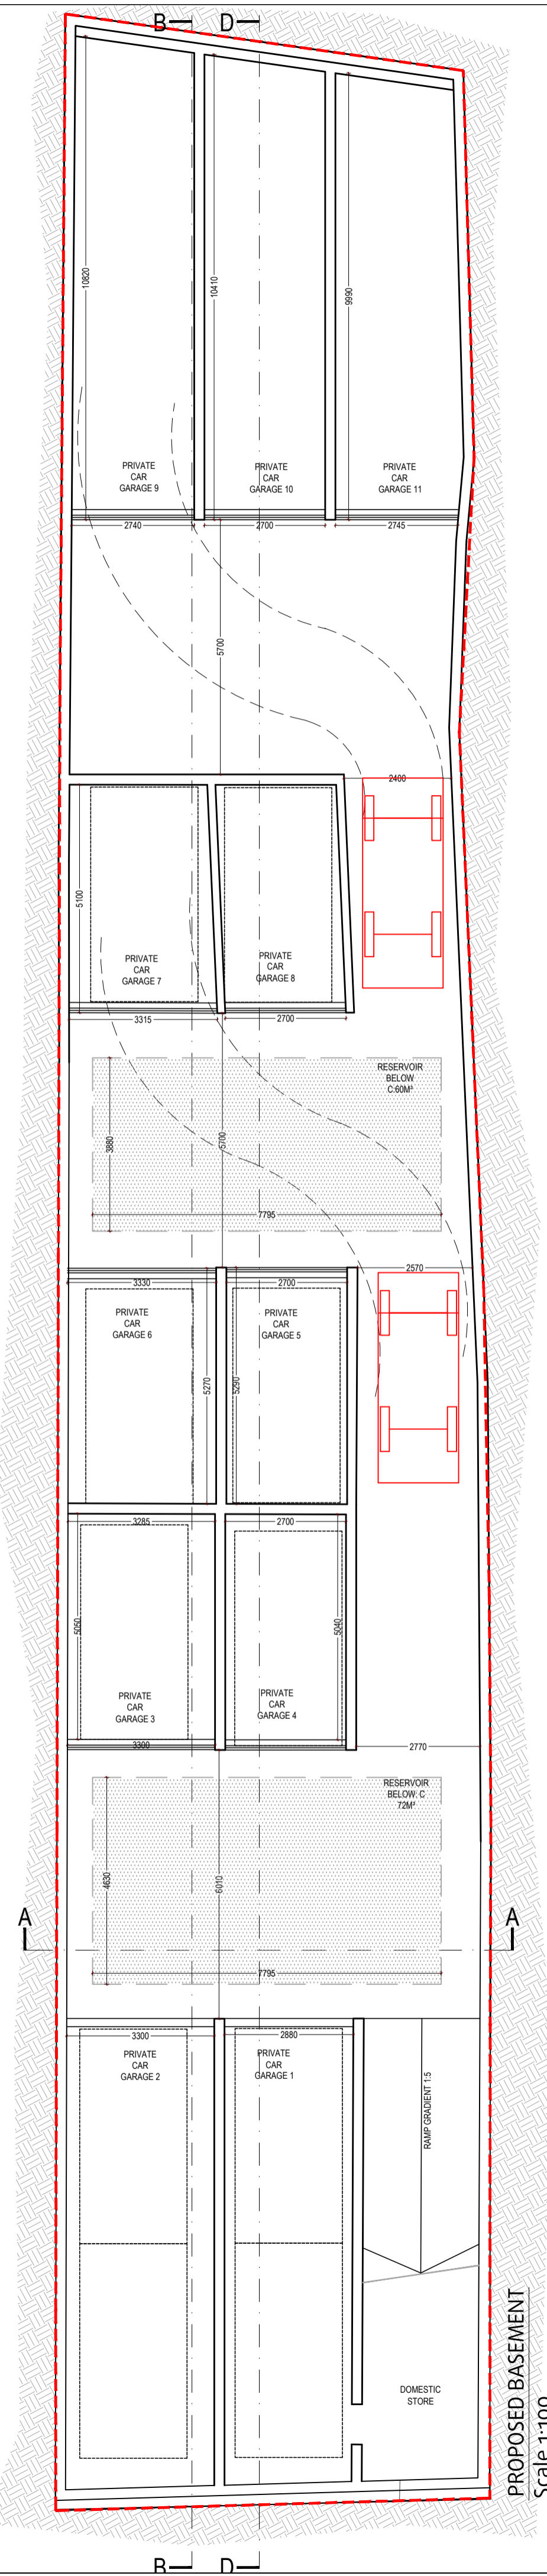 B
D
10820
10410
9990
PRIVATE
CAR
GARAGE 9
PRIVATE
CAR
GARAGE 10
PRIVATE
CAR
GARAGE 11
2740
2700
2745
5700
2400
5100
PRIVATE
CAR
GARAGE 7
PRIVATE
CAR
GARAGE 8
3315
2700
RESERVOIR
BELOW
C:60M³
3880
5700
7795
2570
3330
2700
PRIVATE
CAR
GARAGE 6
PRIVATE
CAR
GARAGE 5
5270
5290
3285
2700
5050
5040
PRIVATE
CAR
GARAGE 3
PRIVATE
CAR
GARAGE 4
3300
2770
RESERVOIR
BELOW: C
72M³
4630
6010
A
A
7795
3300
2880
PRIVATE
CAR
GARAGE 2
PRIVATE
CAR
GARAGE 1
RAMP GRADIENT 1:5
DOMESTIC
STORE
PROPOSED BASEMENT
Scale 1:100
B
D